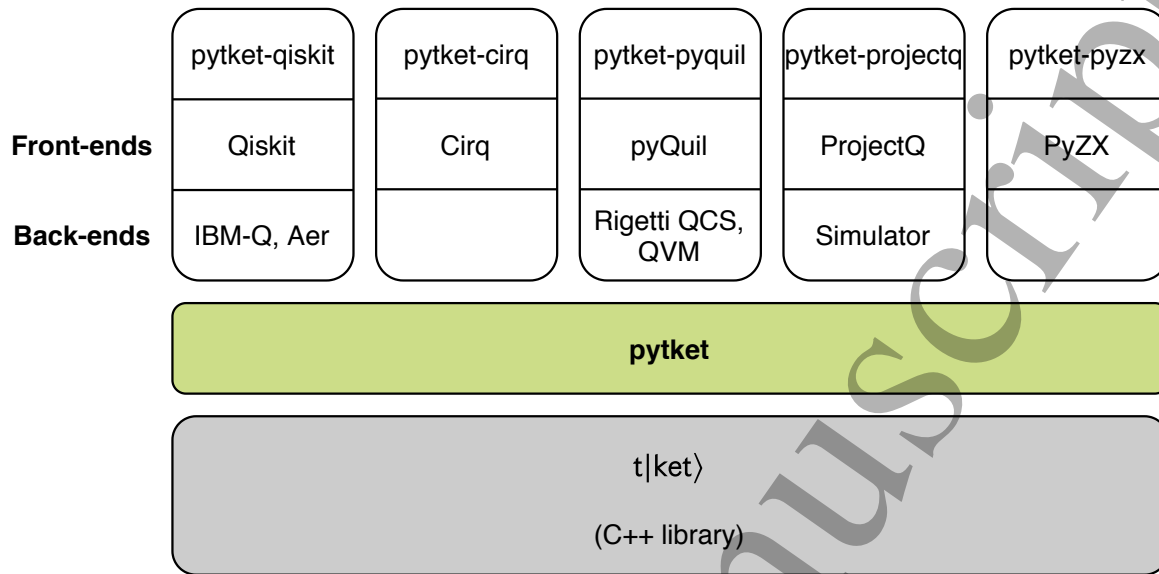 pytket-qiskit pytket-cirq pytket-pyquil pytket-projectq pytket-pyzx
Front-ends Qiskit Cirq pyQuil ProjectQ PyZX
Back-ends IBM-Q, Aer Rigetti QCS, QVM Simulator
pytket
t|ket⟩
(C++ library)